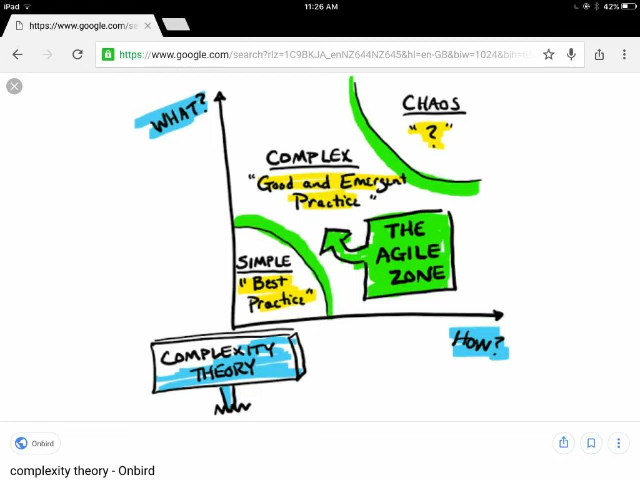 iPad
11:26 AM
42%
https://www.google.com/se
https://www.google.com/search?rlz=1C9BKJA_enNZ644NZ645&hl=en-GB&biw=1024&bih=
WHAT?
CHAOS
"?"
COMPLEX
"Good and Emergent
Practice"
THE
AGILE
ZONE
SIMPLE
"Best
Practice"
HOW?
COMPLEXITY
THEORY
Onbird
complexity theory - Onbird